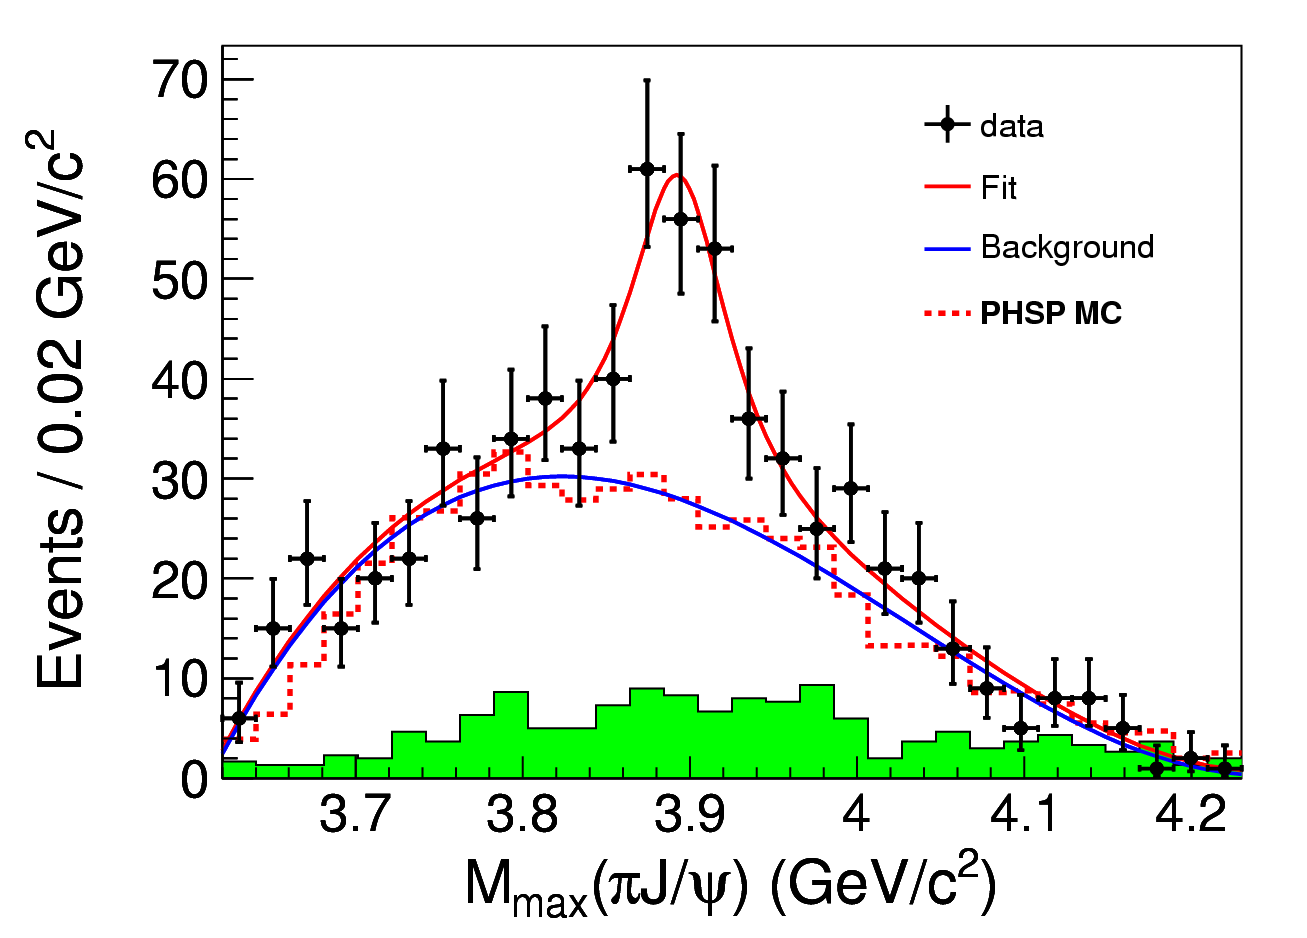 Events / 0.02 GeV/c²
70
60
50
40
30
20
10
0
data
Fit
Background
PHSP MC
3.7 3.8 3.9 4 4.1 4.2
M_max(πJ/ψ) (GeV/c²)